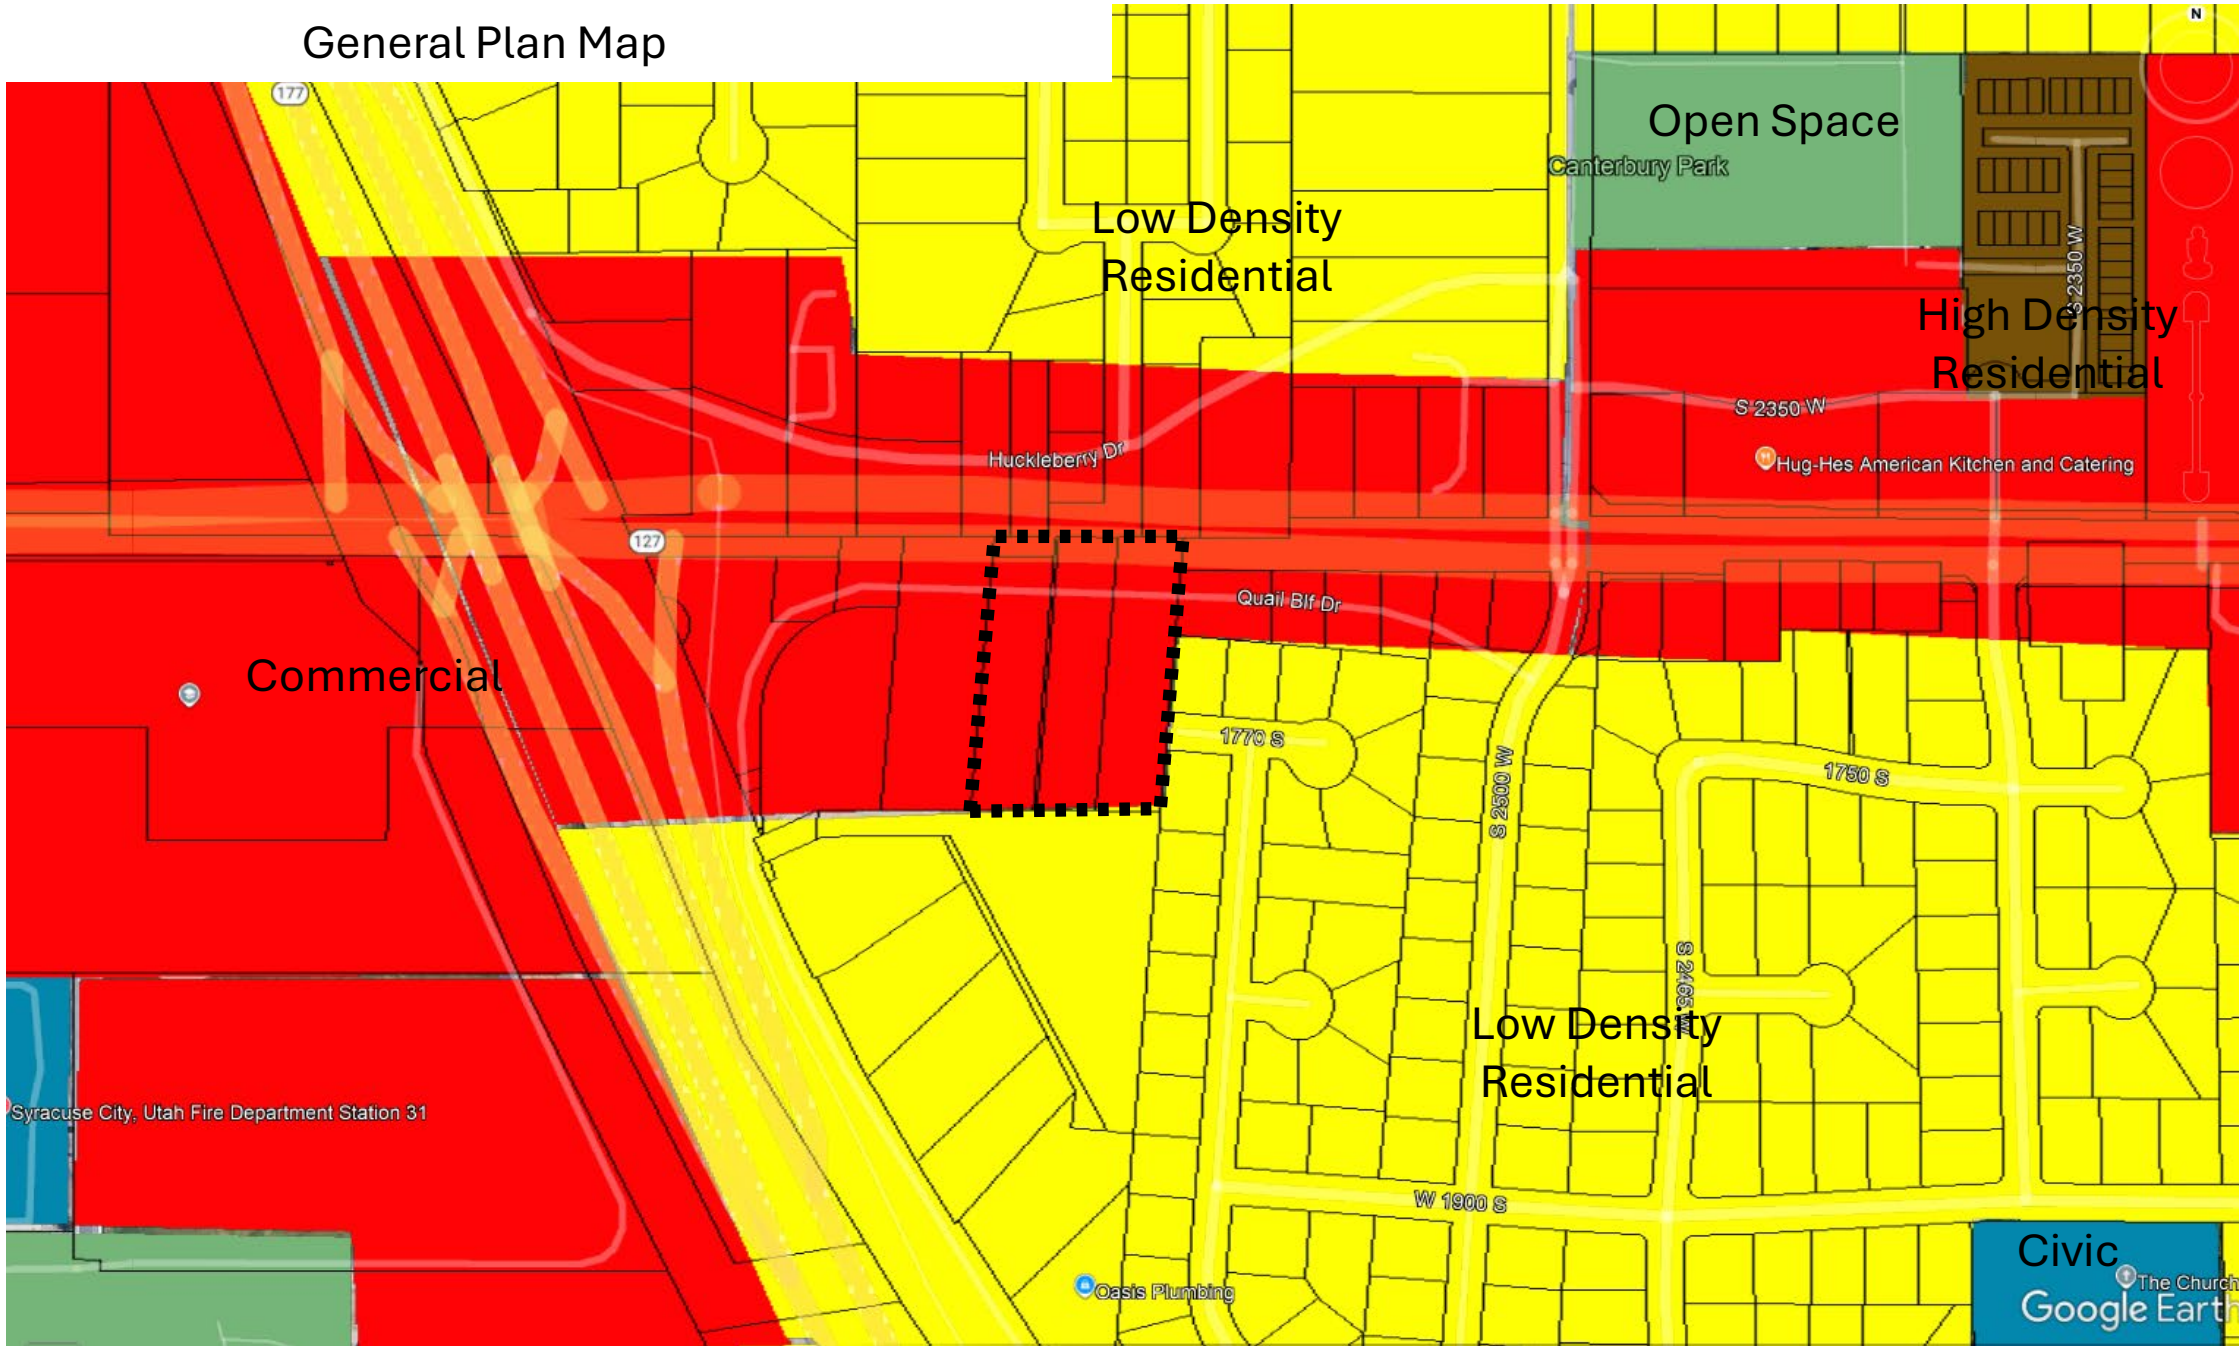 General Plan Map
N
177
Open Space
Canterbury Park
Low Density
Residential
S 2350 W
High Density
Residential
S 2350 W
Huckleberry Dr
Hug-Hes American Kitchen and Catering
127
Quail Blf Dr
Commercial
1770 S
S 2500 W
1750 S
S 2465 W
Low Density
Residential
Syracuse City, Utah Fire Department Station 31
W 1900 S
Civic
The Church
Oasis Plumbing
Google Earth